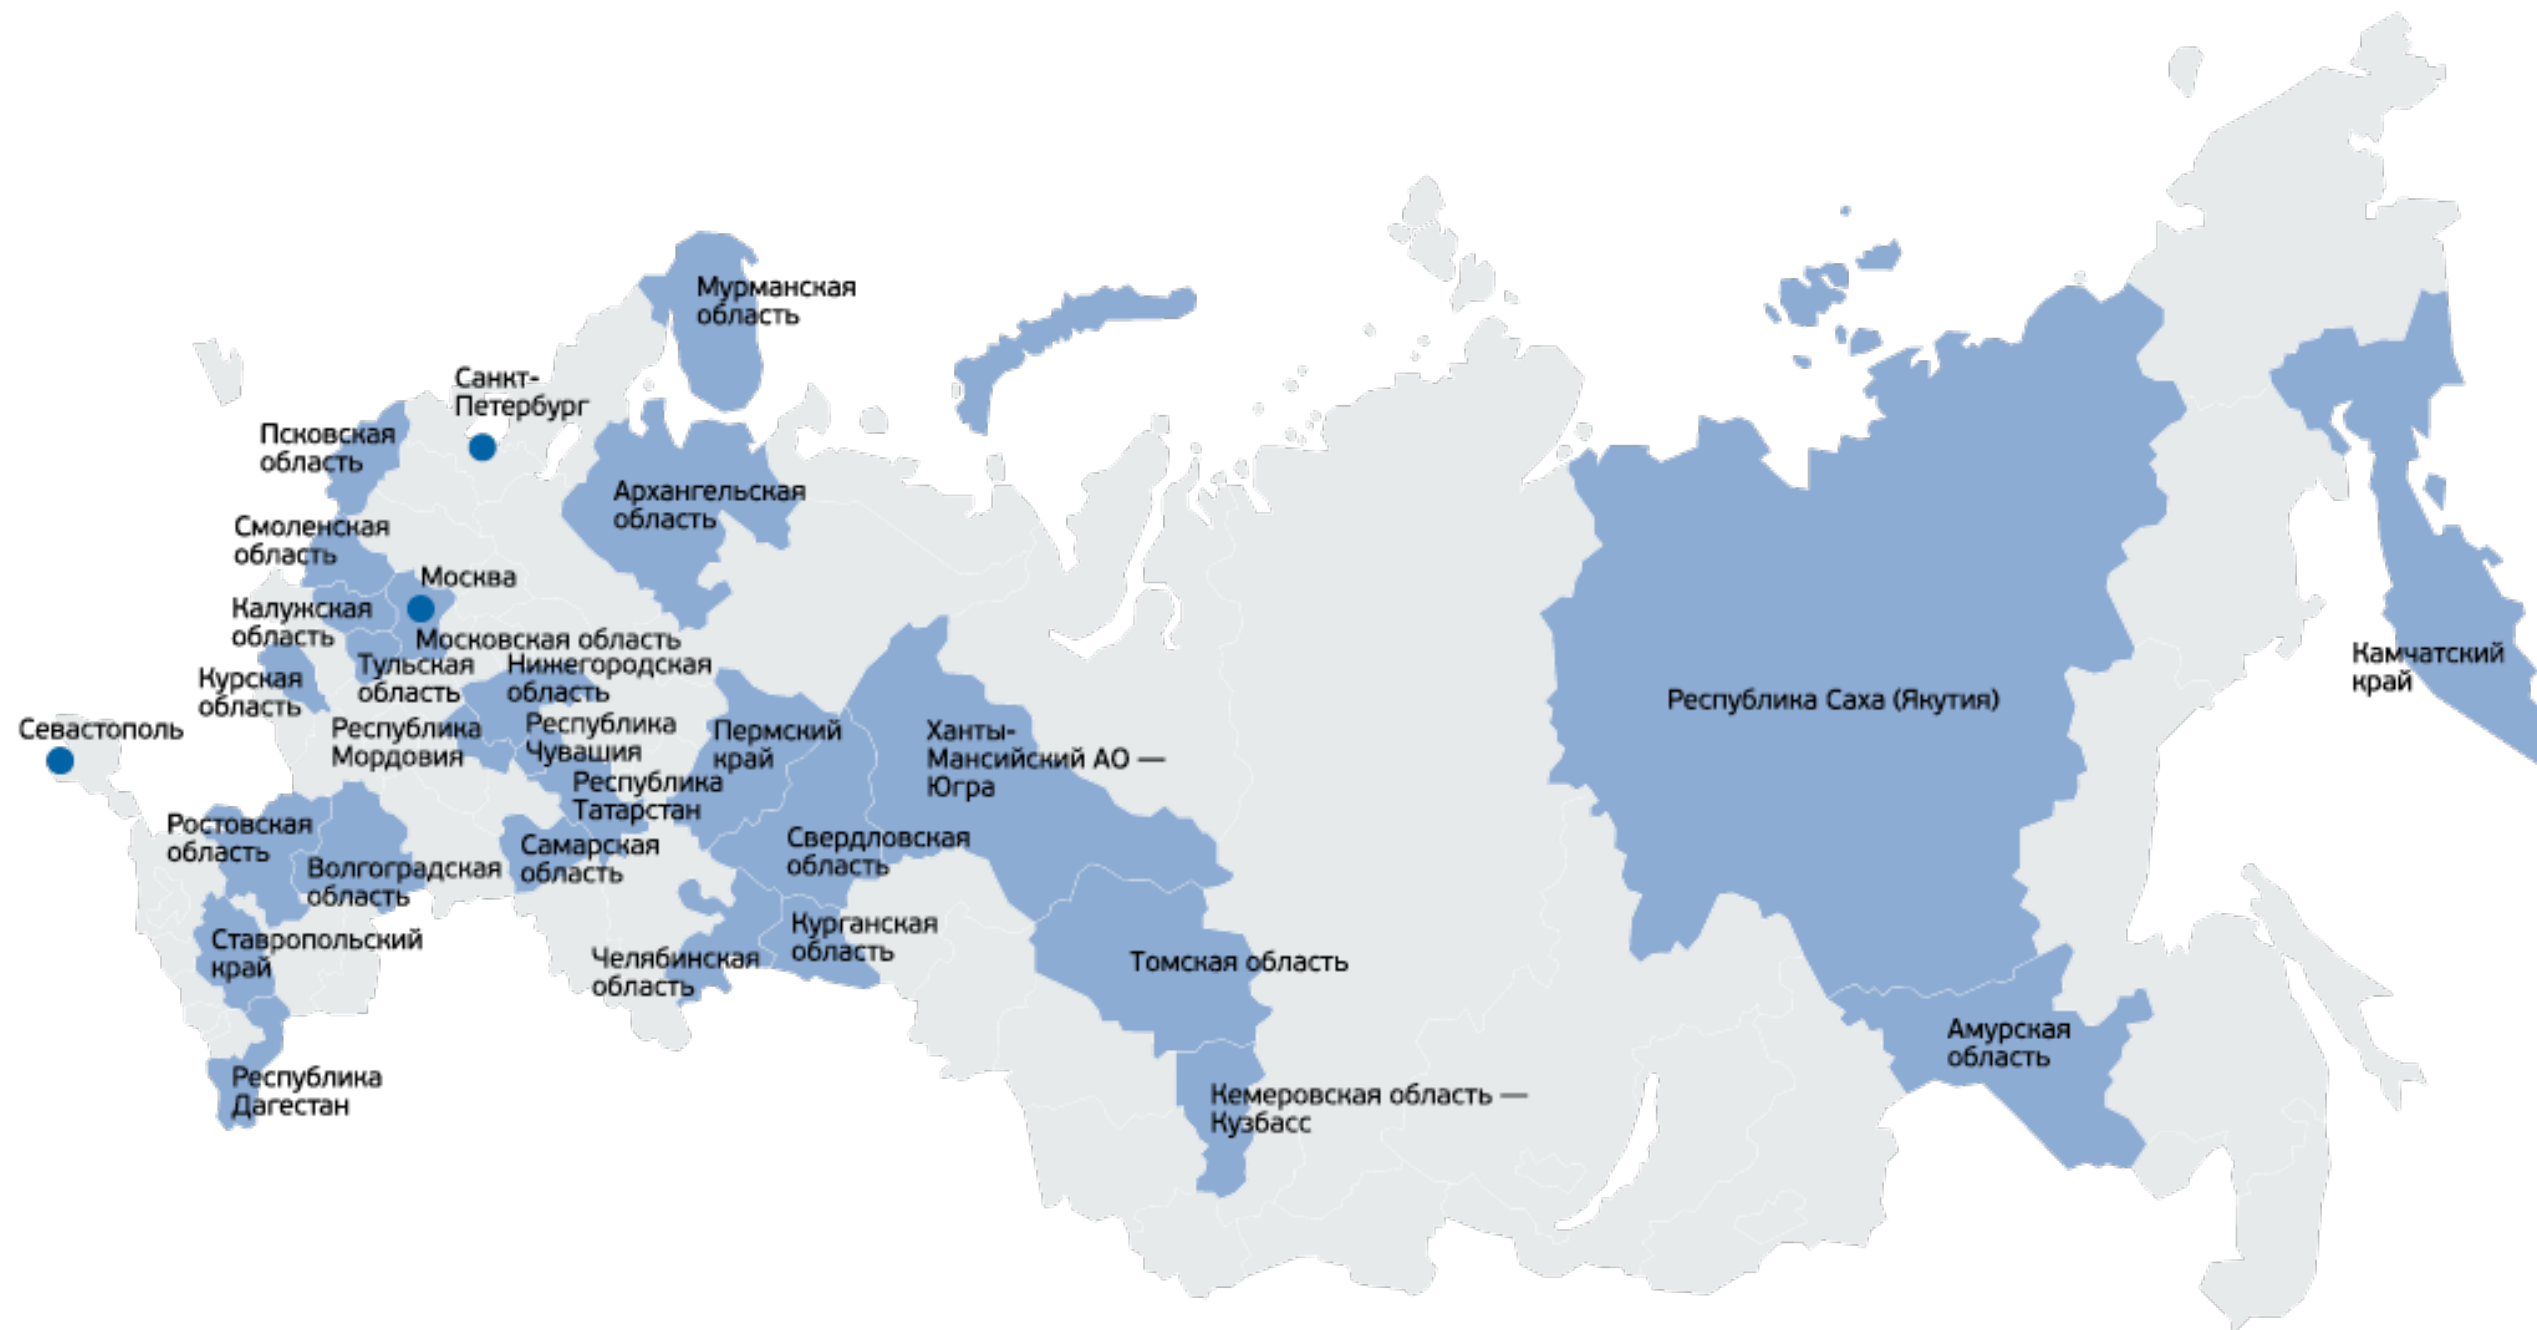 Мурманская
область
Санкт-
Петербург
Псковская
область
Архангельская
область
Смоленская
область
Москва
Калужская
область
Московская область
Тульская
область
Нижегородская
область
Курская
область
Севастополь
Республика
Мордовия
Республика
Чувашия
Республика
Татарстан
Пермский
край
Ханты-
Мансийский АО —
Югра
Республика Саха (Якутия)
Камчатский
край
Ростовская
область
Волгоградская
область
Самарская
область
Свердловская
область
Ставропольский
край
Челябинская
область
Курганская
область
Томская область
Амурская
область
Республика
Дагестан
Кемеровская область —
Кузбасс